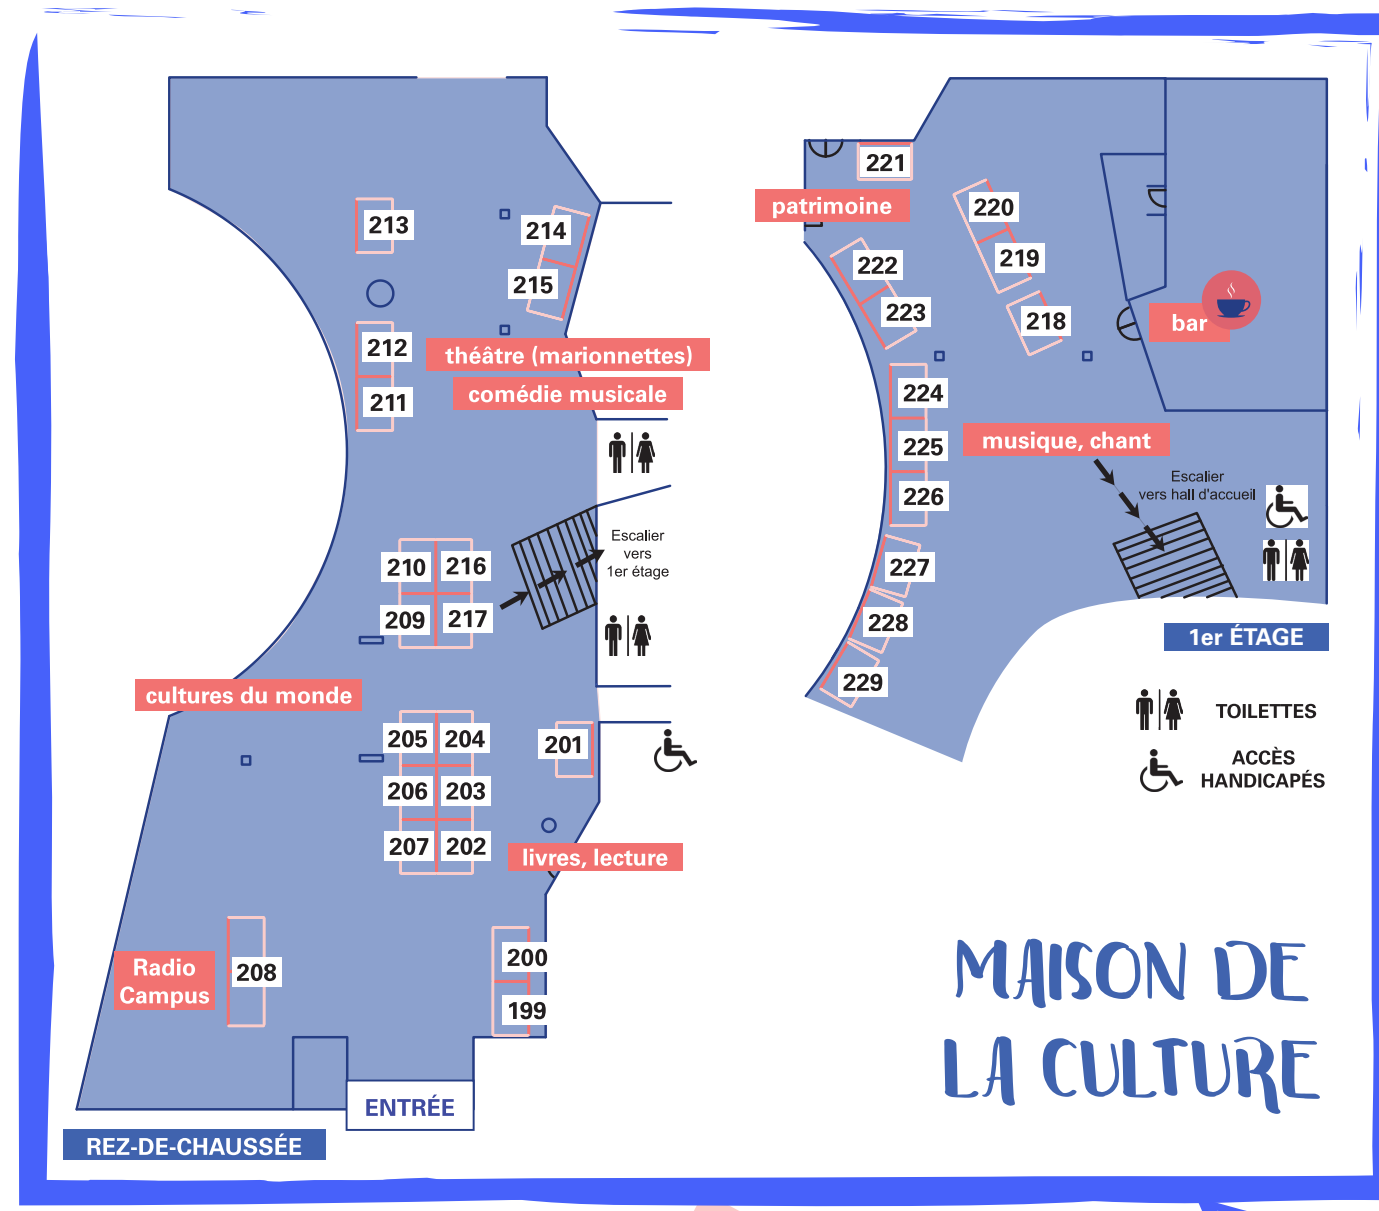 213
214
215
212
211
théâtre (marionnettes)
comédie musicale
210
216
209
217
Escalier
vers
1er étage
cultures du monde
205
204
201
206
203
207
202
livres, lecture
Radio
Campus
208
200
199
ENTRÉE
REZ-DE-CHAUSSÉE
221
patrimoine
220
219
222
223
218
bar
224
225
226
musique, chant
Escalier
vers hall d'accueil
227
228
229
1er ÉTAGE
TOILETTES
ACCÈS
HANDICAPÉS
MAISON DE
LA CULTURE